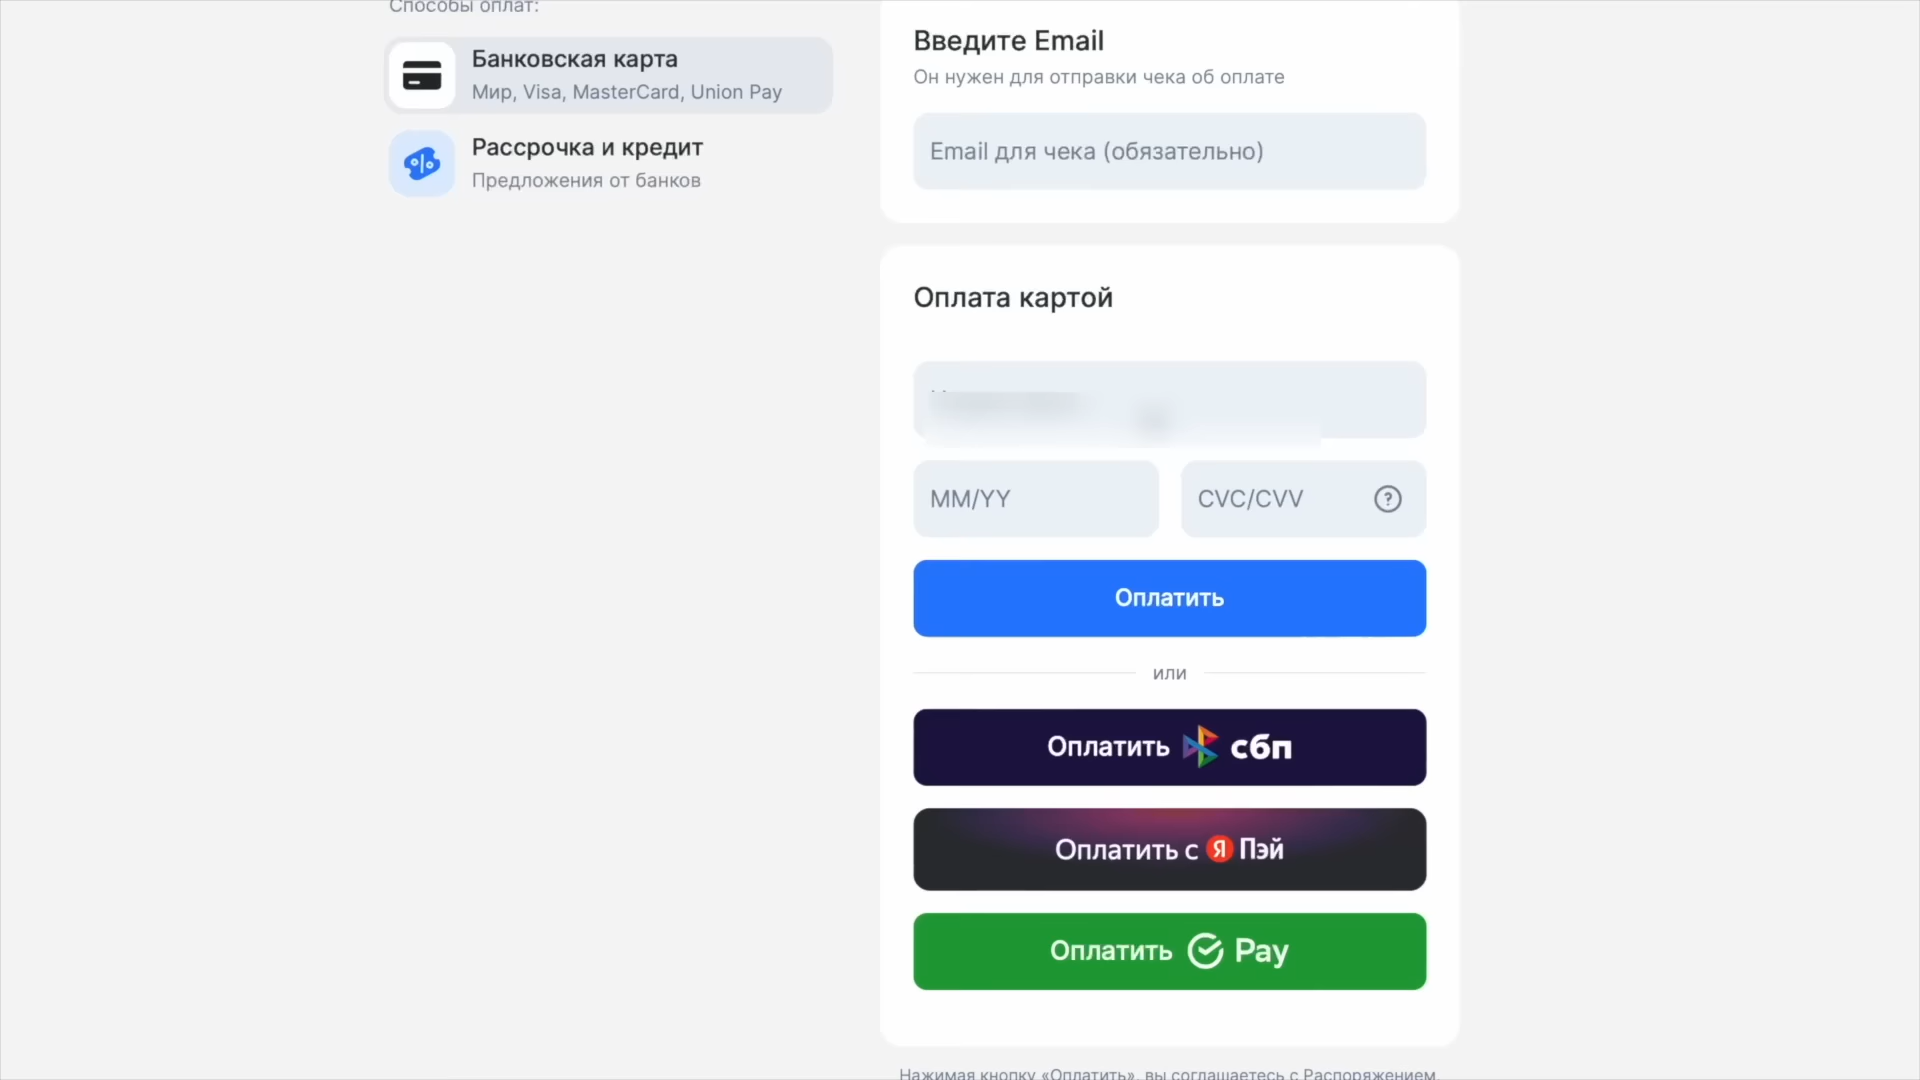 Способы оплат:
Банковская карта
Мир, Visa, MasterCard, Union Pay
Рассрочка и кредит
Предложения от банков
Введите Email
Он нужен для отправки чека об оплате
Email для чека (обязательно)
Оплата картой
MM/YY
CVC/CVV
Оплатить
или
Оплатить сбп
Оплатить с Я Пэй
Оплатить Pay
Нажимая кнопку «Оплатить», вы соглашаетесь с Распоряжением,